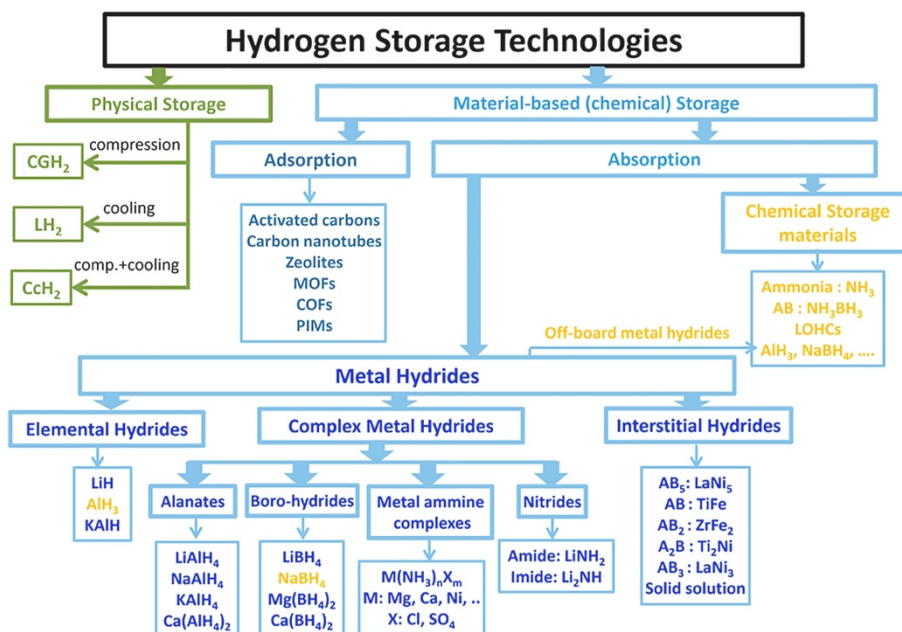 Hydrogen Storage Technologies
Physical Storage
Material-based (chemical) Storage
compression
CGH₂
cooling
LH₂
comp.+cooling
CcH₂
Adsorption
Absorption
Activated carbons
Carbon nanotubes
Zeolites
MOFs
COFs
PIMs
Chemical Storage
materials
Ammonia : NH₃
AB : NH₃BH₃
LOHCs
AlH₃, NaBH₄, ....
Off-board metal hydrides
Metal Hydrides
Elemental Hydrides
Complex Metal Hydrides
Interstitial Hydrides
LiH
AlH₃
KAlH
Alanates
Boro-hydrides
Metal ammine
complexes
Nitrides
LiAlH₄
NaAlH₄
KAlH₄
Ca(AlH₄)₂
LiBH₄
NaBH₄
Mg(BH₄)₂
Ca(BH₄)₂
M(NH₃)ₙXₘ
M: Mg, Ca, Ni, ..
X: Cl, SO₄
Amide: LiNH₂
Imide: Li₂NH
AB₅: LaNi₅
AB: TiFe
AB₂: ZrFe₂
A₂B: Ti₂Ni
AB₃: LaNi₃
Solid solution